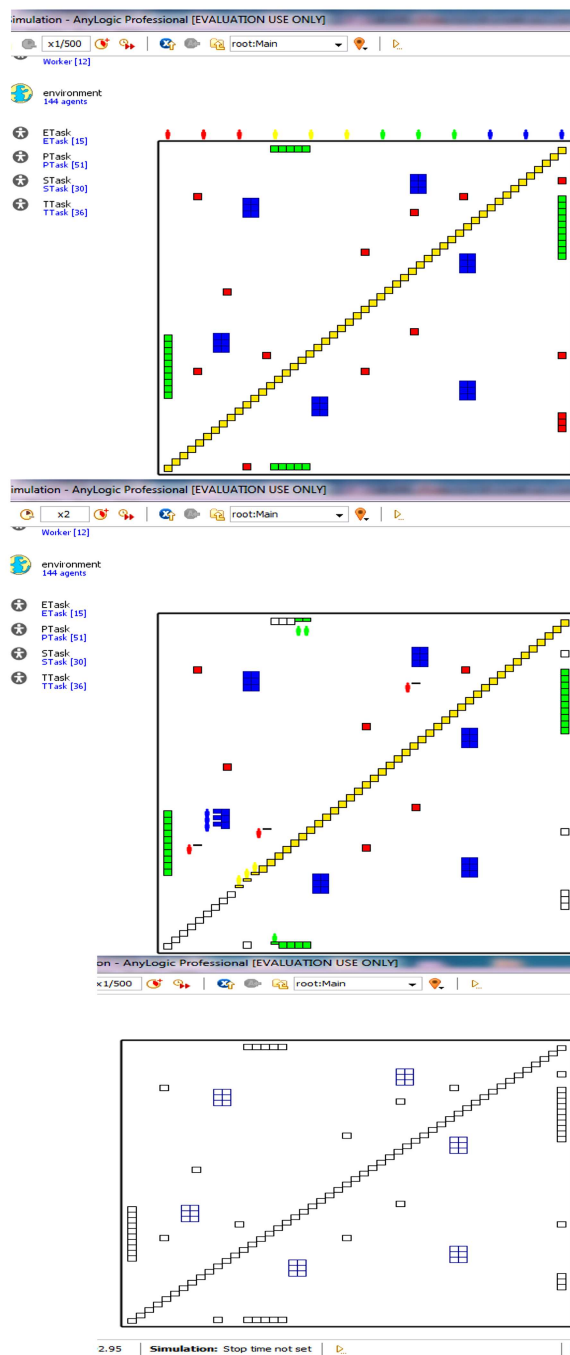 simulation - AnyLogic Professional [EVALUATION USE ONLY]
x1/500
root:Main
Worker [12]
environment
144 agents
ETask
ETask [15]
PTask
PTask [51]
STask
STask [30]
TTask
TTask [36]
imulation - AnyLogic Professional [EVALUATION USE ONLY]
x2
root:Main
Worker [12]
environment
144 agents
ETask
ETask [15]
PTask
PTask [51]
STask
STask [30]
TTask
TTask [36]
on - AnyLogic Professional [EVALUATION USE ONLY]
x1/500
root:Main
2.95
Simulation: Stop time not set